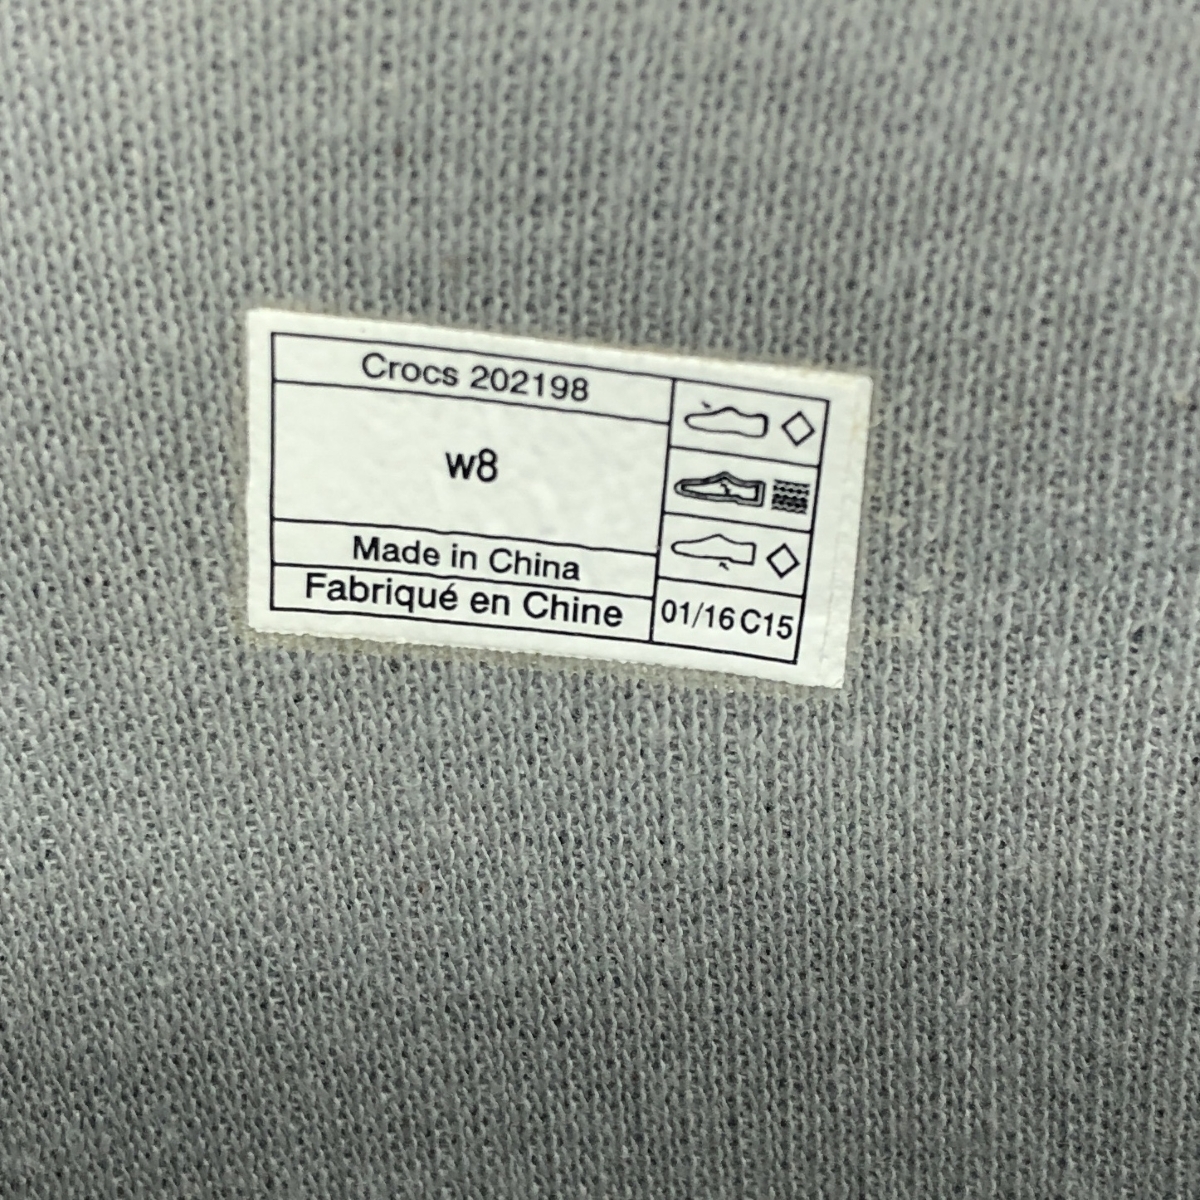 Crocs 202198
w8
Made in China
Fabriqué en Chine
01/16 C15